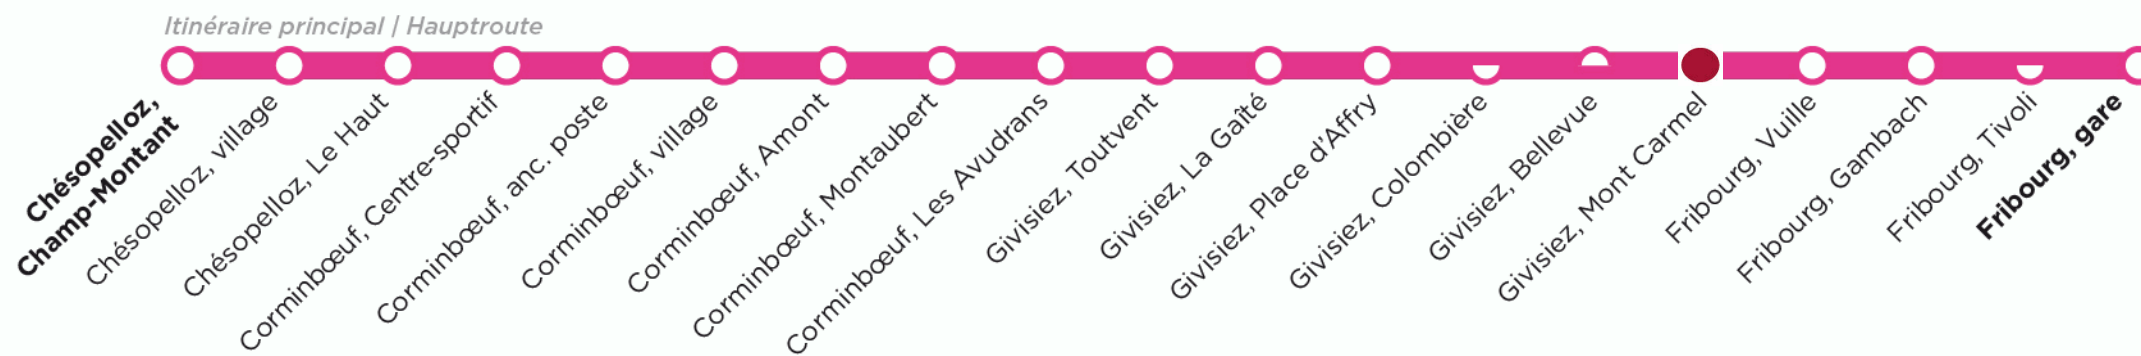 Itinéraire principal | Hauptroute
Chésopelloz,
Champ-Montant
Chésopelloz, village
Chésopelloz, Le Haut
Corminbœuf, Centre-sportif
Corminbœuf, anc. poste
Corminbœuf, village
Corminbœuf, Amont
Corminbœuf, Montaubert
Corminbœuf, Les Avudrans
Givisiez, Toutvent
Givisiez, La Gaîté
Givisiez, Place d'Affry
Givisiez, Colombière
Givisiez, Bellevue
Givisiez, Mont Carmel
Fribourg, Vuille
Fribourg, Gambach
Fribourg, Tivoli
Fribourg, gare